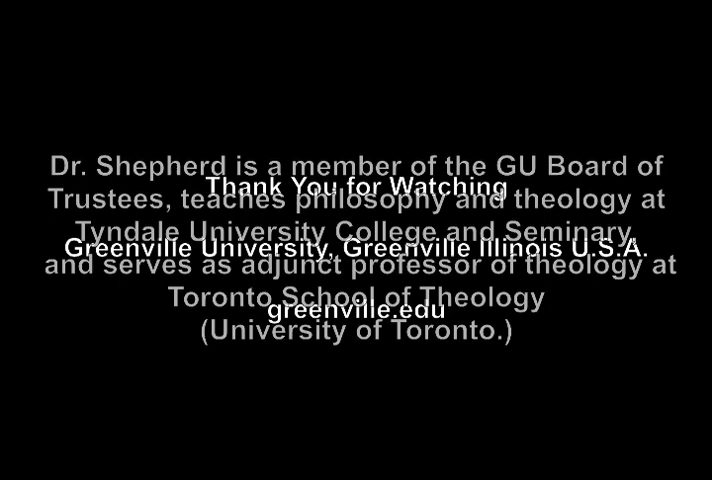 Dr. Shepherd is a member of the GU Board of
Trustees, teaches philosophy and theology at
Tyndale University College and Seminary,
and serves as adjunct professor of theology at
Toronto School of Theology
(University of Toronto.)
Thank You for Watching
Greenville University, Greenville Illinois U.S.A.
greenville.edu